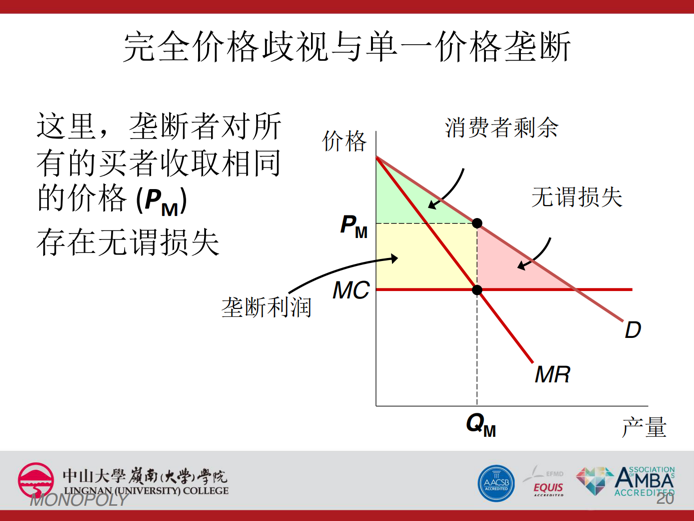 完全价格歧视与单一价格垄断
这里，垄断者对所
有的买者收取相同
的价格 (PM)
存在无谓损失
价格
消费者剩余
无谓损失
PM
MC
垄断利润
D
MR
QM
产量
中山大學 嶺南(大學)學院
LINGNAN (UNIVERSITY) COLLEGE
MONOPOLY
AACSB
ACCREDITED
EFMD
EQUIS
ACCREDITED
ASSOCIATION
AMBA
ACCREDITED
20